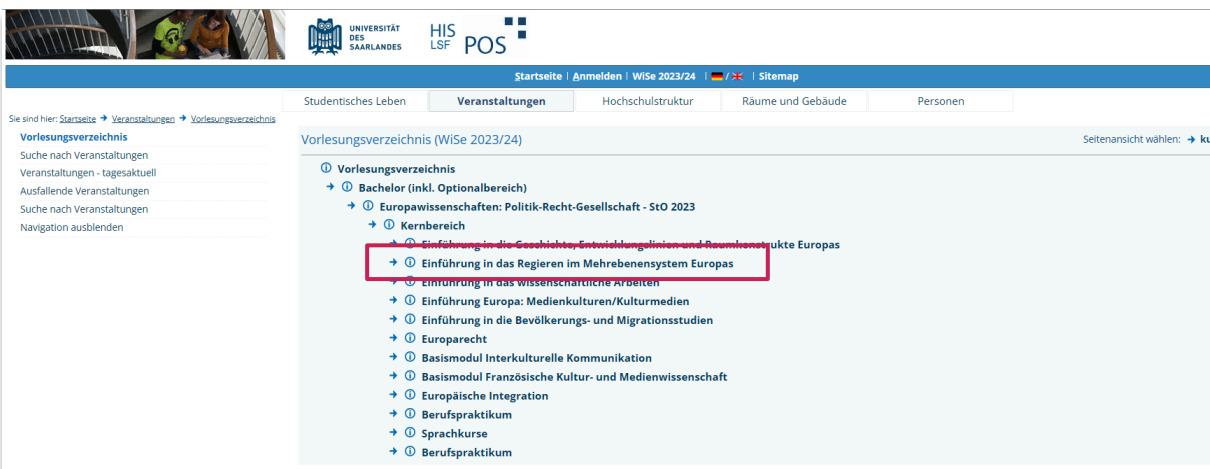 UNIVERSITÄT
DES
SAARLANDES
HIS
LSF POS
Startseite | Anmelden | WiSe 2023/24 | / | Sitemap
Studentisches Leben Veranstaltungen Hochschulstruktur Räume und Gebäude Personen
Sie sind hier: Startseite → Veranstaltungen → Vorlesungsverzeichnis
Vorlesungsverzeichnis
Suche nach Veranstaltungen
Veranstaltungen - tagesaktuell
Ausfallende Veranstaltungen
Suche nach Veranstaltungen
Navigation ausblenden
Vorlesungsverzeichnis (WiSe 2023/24) Seitenansicht wählen: → ku
Vorlesungsverzeichnis
→ Bachelor (inkl. Optionalbereich)
→ Europawissenschaften: Politik-Recht-Gesellschaft - StO 2023
→ Kernbereich
→ Einführung in die Geschichte, Entwicklungslinien und Raumkonstrukte Europas
→ Einführung in das Regieren im Mehrebenensystem Europas
→ Einführung in das wissenschaftliche Arbeiten
→ Einführung Europa: Medienkulturen/Kulturmedien
→ Einführung in die Bevölkerungs- und Migrationsstudien
→ Europarecht
→ Basismodul Interkulturelle Kommunikation
→ Basismodul Französische Kultur- und Medienwissenschaft
→ Europäische Integration
→ Berufspraktikum
→ Sprachkurse
→ Berufspraktikum